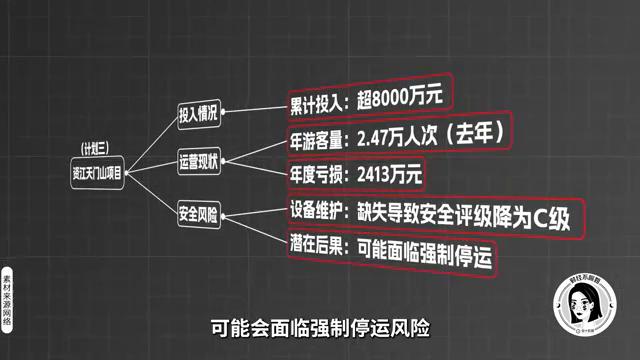 (计划三)
资江天门山项目
投入情况
累计投入：超8000万元
运营现状
年游客量：2.47万人次（去年）
年度亏损：2413万元
安全风险
设备维护：缺失导致安全评级降为C级
潜在后果：可能面临强制停运
素材来源网络
可能会面临强制停运风险